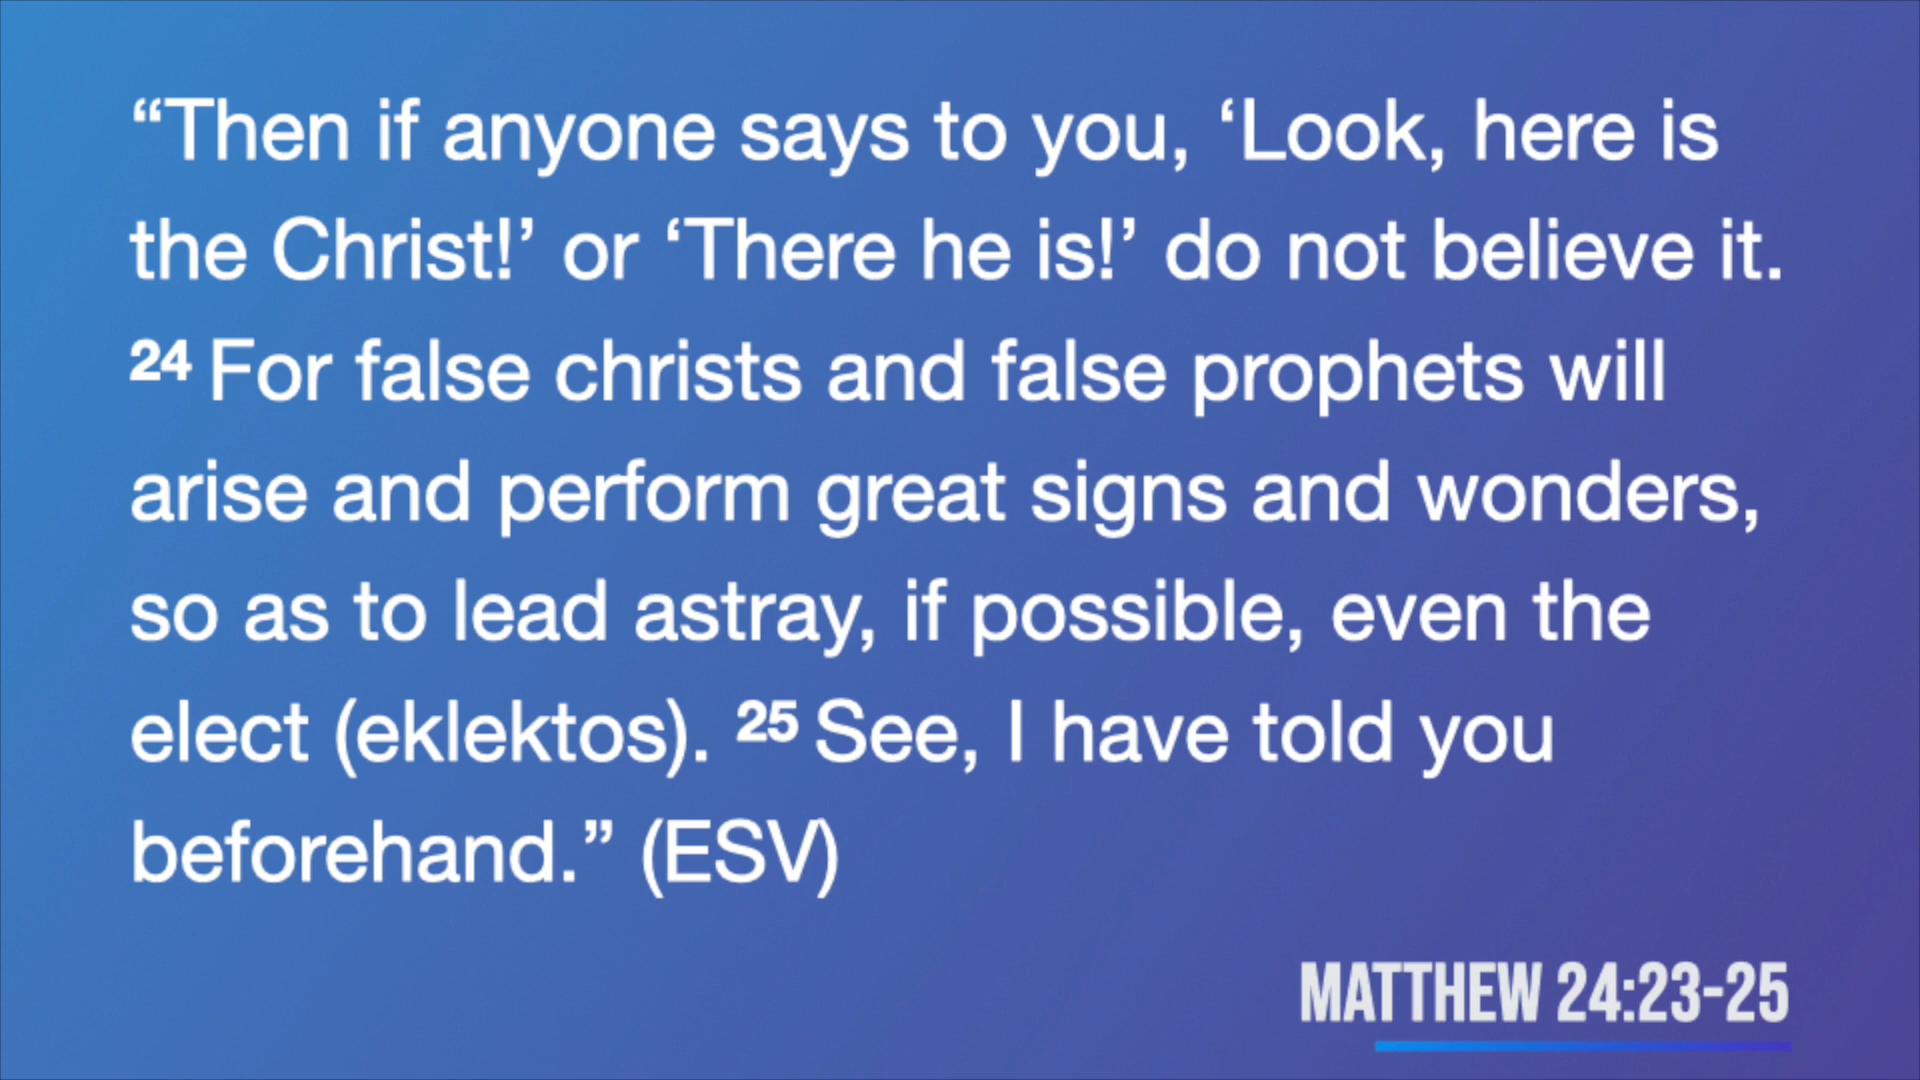 “Then if anyone says to you, ‘Look, here is
the Christ!’ or ‘There he is!’ do not believe it.
24 For false christs and false prophets will
arise and perform great signs and wonders,
so as to lead astray, if possible, even the
elect (eklektos). 25 See, I have told you
beforehand.” (ESV)
MATTHEW 24:23-25